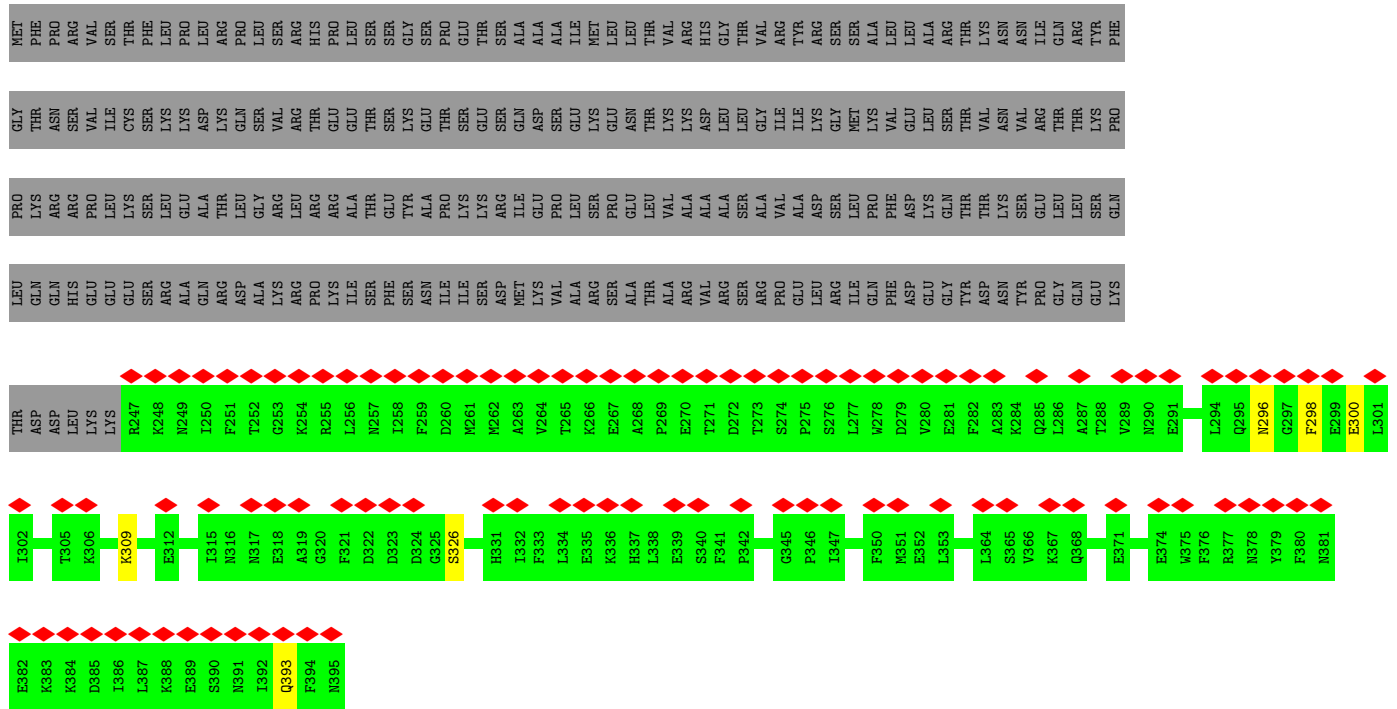 MET PHE PRO ARG VAL SER THR PHE LEU PRO LEU ARG PRO LEU SER ARG HIS PRO LEU SER SER GLY SER PRO GLU THR SER ALA ALA ALA ILE MET LEU LEU THR VAL ARG HIS GLY THR VAL ARG TYR ARG SER SER ALA LEU LEU ALA ARG THR LYS ASN ASN ILE GLN ARG TYR PHE
GLY THR ASN SER VAL ILE CYS SER LYS LYS ASP LYS GLN SER VAL ARG THR GLU GLU THR SER LYS GLU THR SER GLU SER GLN ASP SER GLU LYS GLU ASN THR LYS LYS ASP LEU LEU GLY ILE ILE LYS GLY MET LYS VAL GLU LEU SER THR VAL ASN VAL ARG THR THR LYS PRO
PRO LYS ARG ARG PRO LEU LYS SER LEU GLU ALA THR LEU GLY ARG LEU ARG ARG ALA THR GLU TYR ALA PRO LYS LYS ARG ILE GLU PRO LEU SER PRO GLU LEU VAL ALA ALA ALA SER ALA VAL ALA ASP SER LEU PRO PHE ASP LYS GLN THR THR LYS SER GLU LEU LEU SER GLN
LEU GLN GLN HIS GLU GLU GLU SER ARG ALA GLN ARG ASP ALA LYS ARG PRO LYS ILE SER PHE SER ASN ILE ILE SER ASP MET LYS VAL ALA ARG SER ALA THR ALA ARG VAL ARG SER ARG PRO GLU LEU ARG ILE GLN PHE ASP GLU GLY TYR ASP ASN TYR PRO GLY GLN GLU LYS
THR ASP ASP LEU LYS LYS R247 K248 N249 I250 F251 T252 G253 K254 R255 L256 N257 I258 F259 D260 M261 M262 A263 V264 T265 K266 E267 A268 P269 E270 T271 D272 T273 S274 P275 S276 L277 W278 D279 V280 E281 F282 A283 K284 Q285 L286 A287 T288 V289 N290 E291 L294 Q295 N296 G297 F298 E299 E300 L301
I302 T305 K306 K309 E312 I315 N316 N317 E318 A319 G320 F321 D322 D323 D324 G325 S326 H331 I332 F333 L334 E335 K336 H337 L338 E339 S340 F341 P342 G345 P346 I347 F350 M351 E352 L353 L364 S365 V366 K367 Q368 E371 E374 W375 F376 R377 N378 Y379 F380 N381
E382 K383 K384 D385 I386 L387 K388 E389 S390 N391 I392 Q393 F394 N395